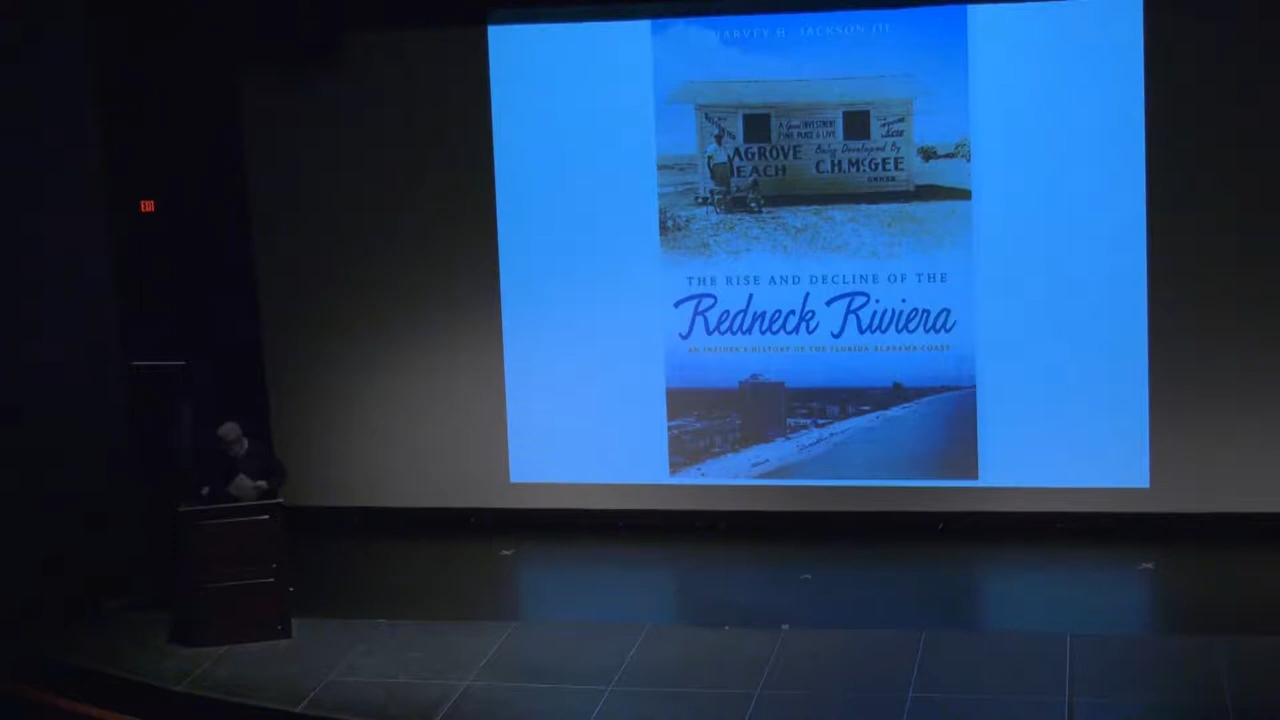 HARVEY H. JACKSON III
A Good INVESTMENT
FINE PLACE to LIVE
AGROVE
EACH
Being Developed By
C.H. McGEE
OWNER
THE RISE AND DECLINE OF THE
Redneck Riviera
AN INSIDER'S HISTORY OF THE FLORIDA-ALABAMA COAST
EXIT